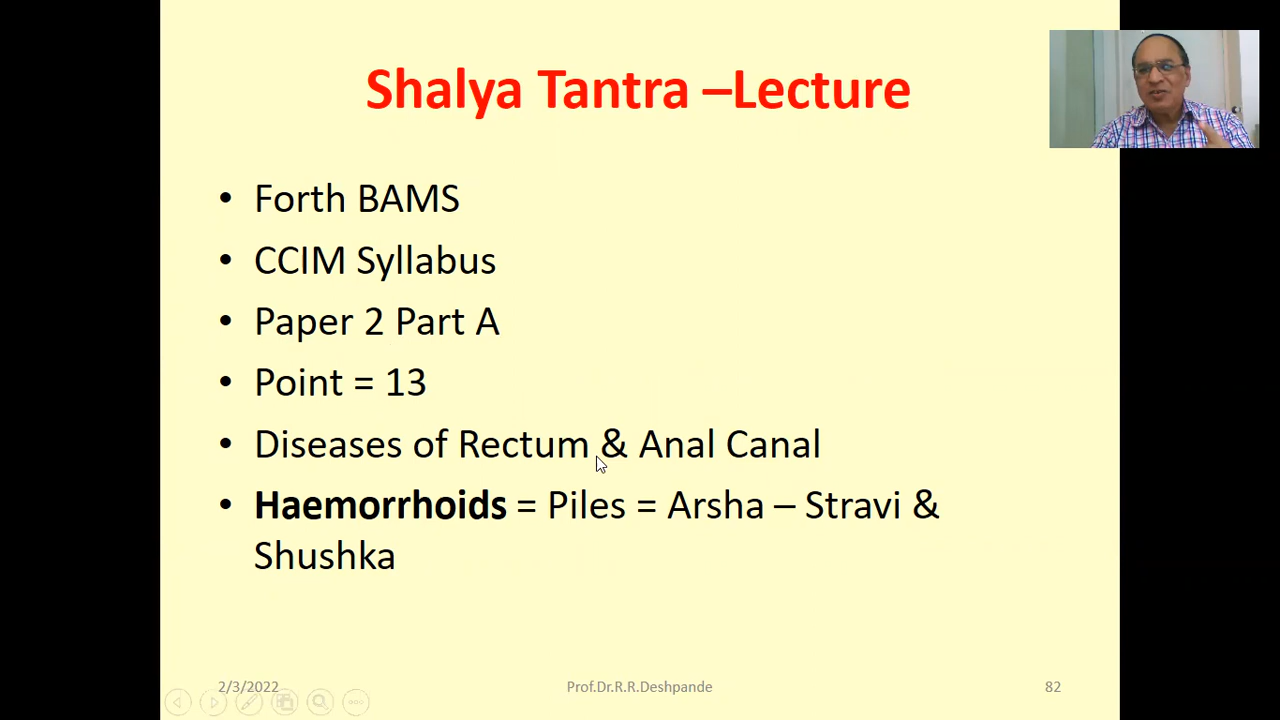 Shalya Tantra –Lecture
• Forth BAMS
• CCIM Syllabus
• Paper 2 Part A
• Point = 13
• Diseases of Rectum & Anal Canal
• Haemorrhoids = Piles = Arsha – Stravi &
Shushka
2/3/2022 Prof.Dr.R.R.Deshpande 82